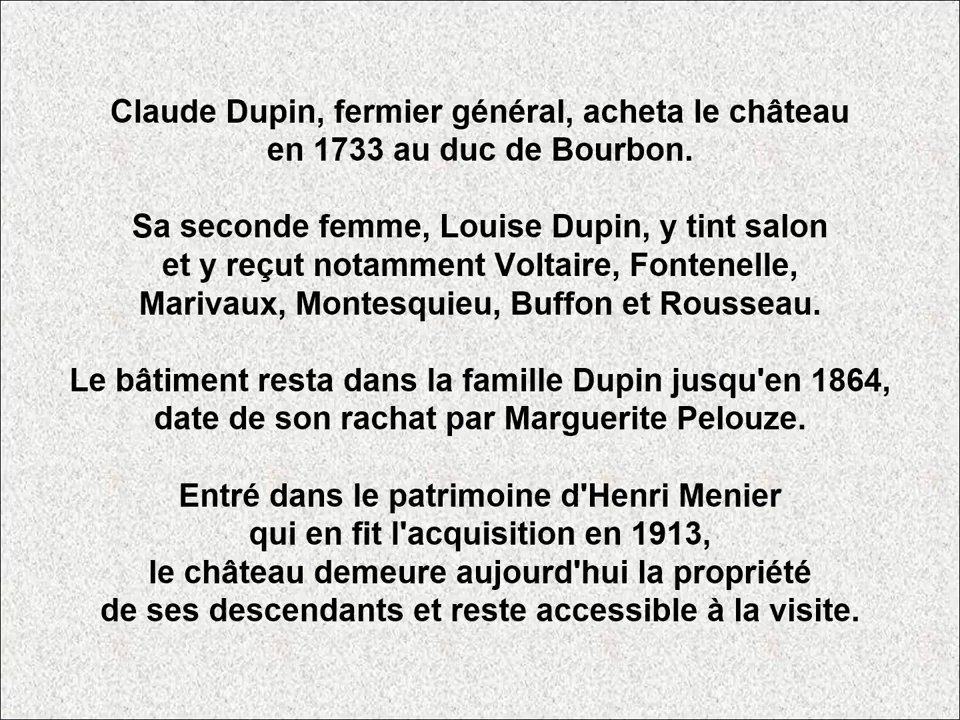 Claude Dupin, fermier général, acheta le château
en 1733 au duc de Bourbon.
Sa seconde femme, Louise Dupin, y tint salon
et y reçut notamment Voltaire, Fontenelle,
Marivaux, Montesquieu, Buffon et Rousseau.
Le bâtiment resta dans la famille Dupin jusqu'en 1864,
date de son rachat par Marguerite Pelouze.
Entré dans le patrimoine d'Henri Menier
qui en fit l'acquisition en 1913,
le château demeure aujourd'hui la propriété
de ses descendants et reste accessible à la visite.